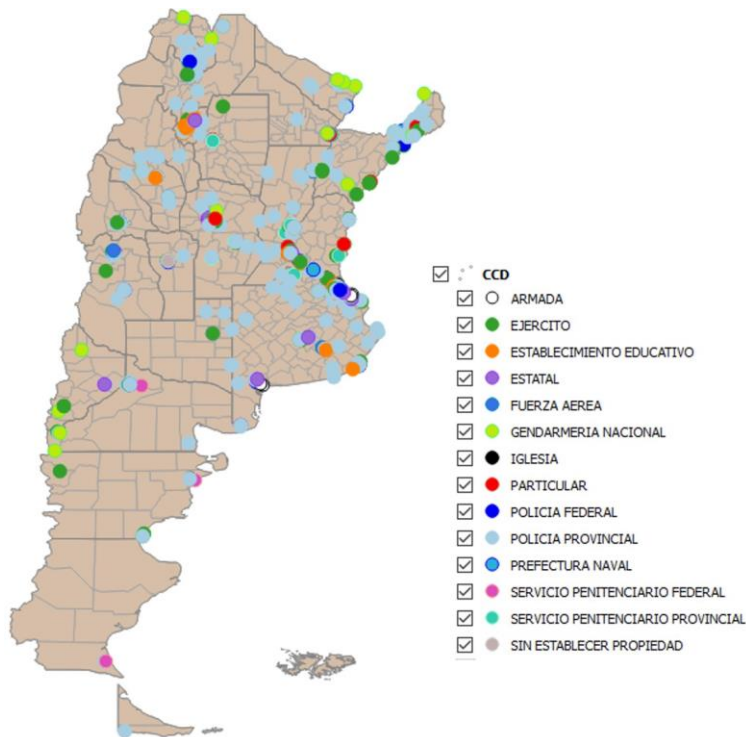 CCD
ARMADA
EJERCITO
ESTABLECIMIENTO EDUCATIVO
ESTATAL
FUERZA AEREA
GENDARMERIA NACIONAL
IGLESIA
PARTICULAR
POLICIA FEDERAL
POLICIA PROVINCIAL
PREFECTURA NAVAL
SERVICIO PENITENCIARIO FEDERAL
SERVICIO PENITENCIARIO PROVINCIAL
SIN ESTABLECER PROPIEDAD